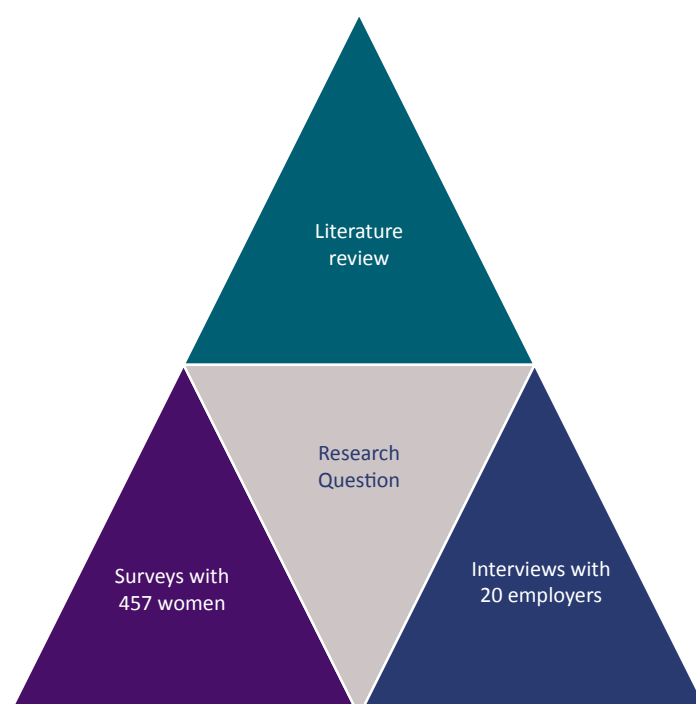 Literature
review
Research
Question
Surveys with
457 women
Interviews with
20 employers